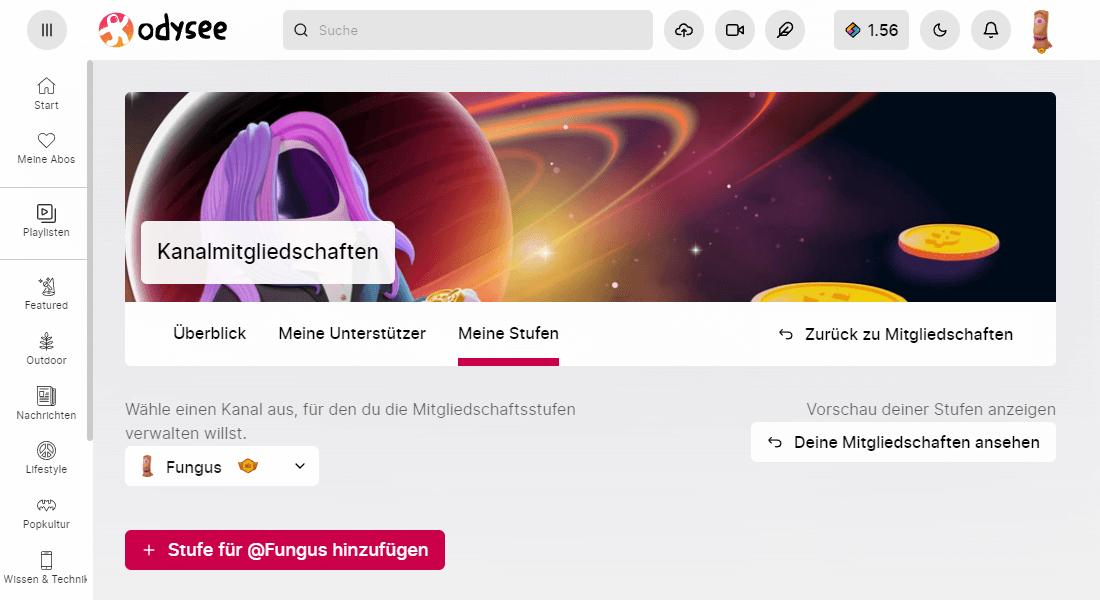 odysee
Suche
1.56
Start
Meine Abos
Playlisten
Featured
Outdoor
Nachrichten
Lifestyle
Popkultur
Wissen & Technik
Kanalmitgliedschaften
Überblick
Meine Unterstützer
Meine Stufen
Zurück zu Mitgliedschaften
Wähle einen Kanal aus, für den du die Mitgliedschaftsstufen
verwalten willst.
Fungus
Vorschau deiner Stufen anzeigen
Deine Mitgliedschaften ansehen
+ Stufe für @Fungus hinzufügen